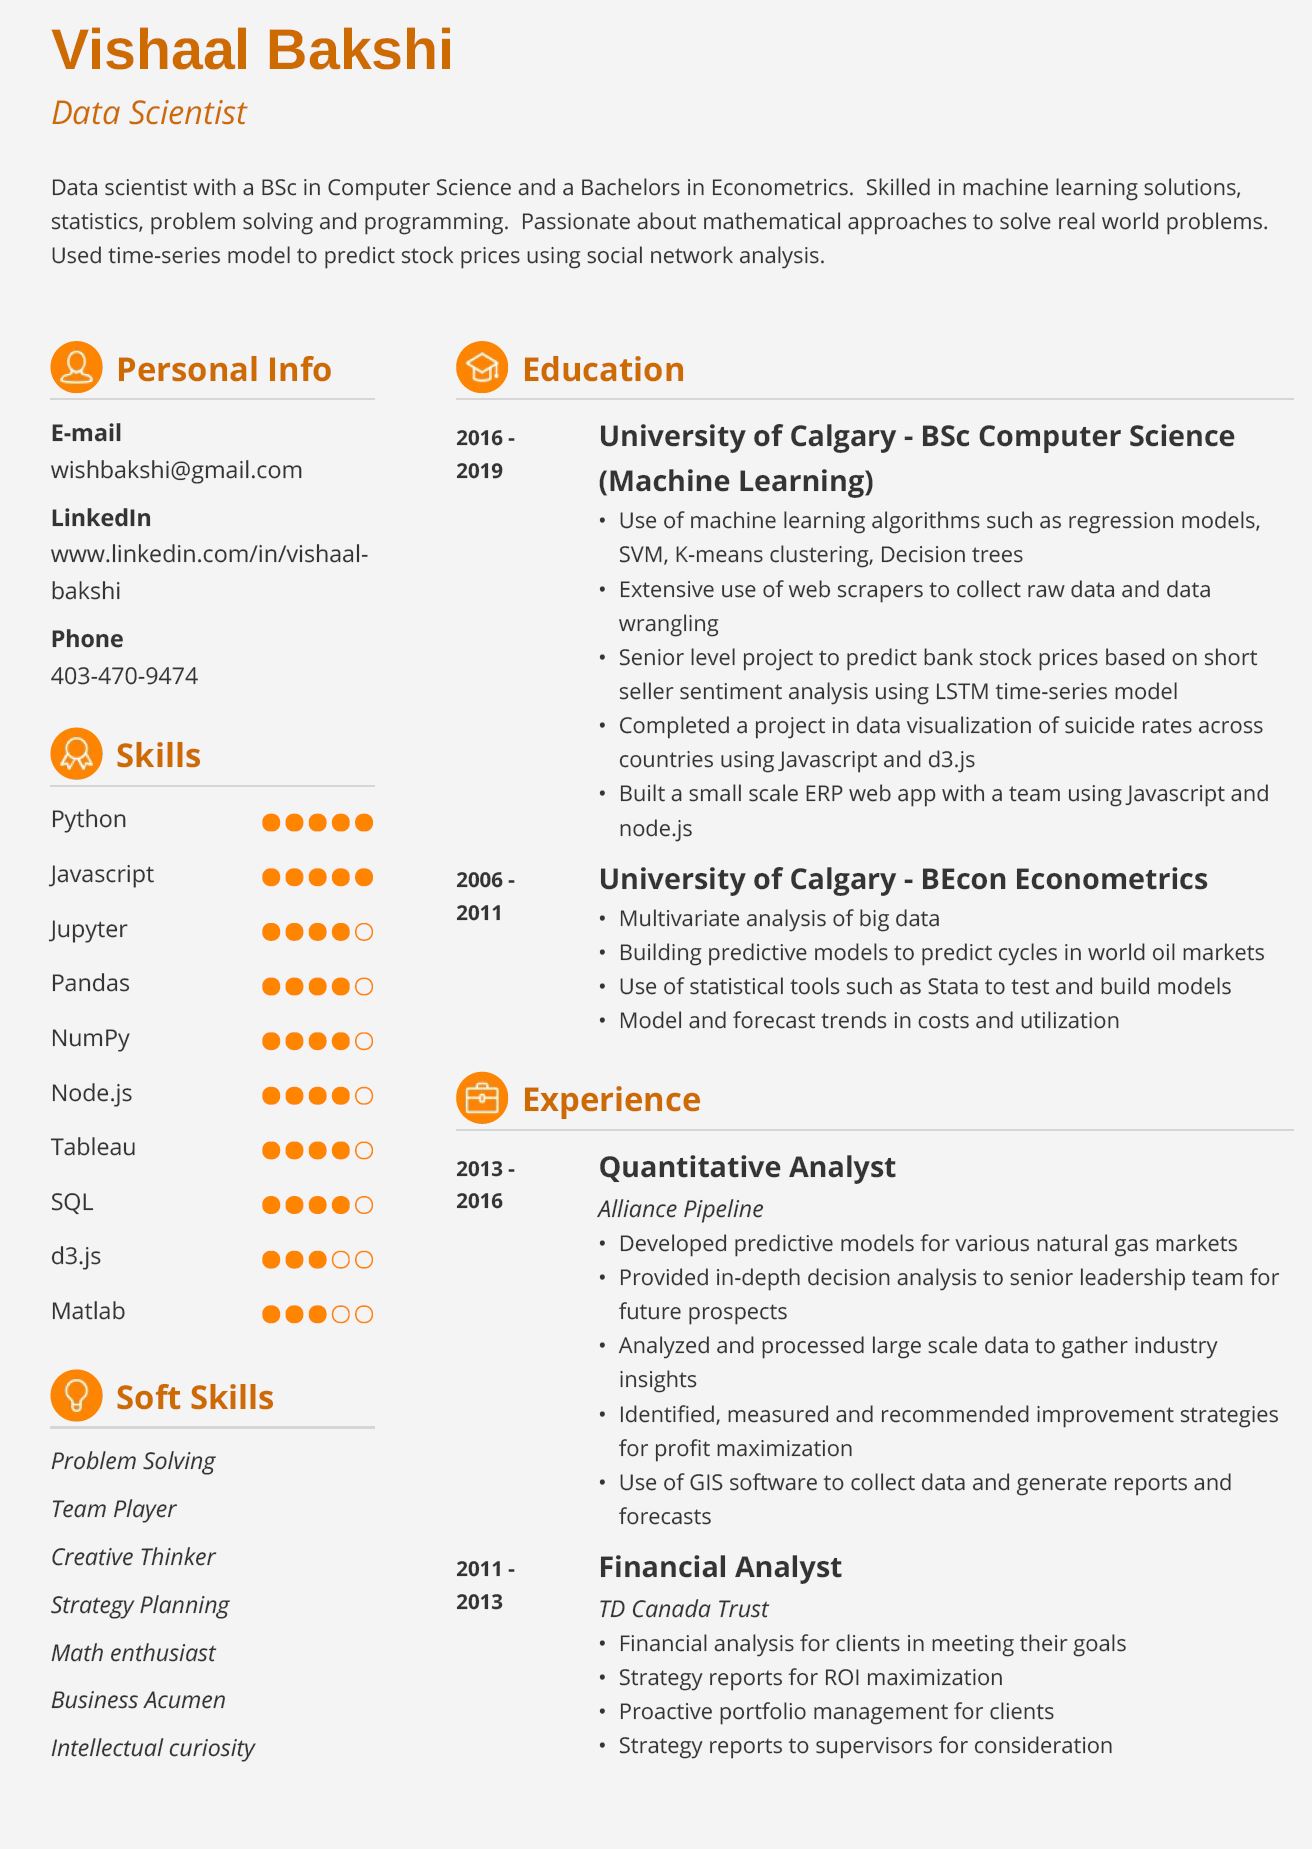 Vishaal Bakshi
Data Scientist
Data scientist with a BSc in Computer Science and a Bachelors in Econometrics.  Skilled in machine learning solutions,
statistics, problem solving and programming.  Passionate about mathematical approaches to solve real world problems.
Used time-series model to predict stock prices using social network analysis.
Personal Info
E-mail
wishbakshi@gmail.com
LinkedIn
www.linkedin.com/in/vishaal-
bakshi
Phone
403-470-9474
Skills
Python
Javascript
Jupyter
Pandas
NumPy
Node.js
Tableau
SQL
d3.js
Matlab
Soft Skills
Problem Solving
Team Player
Creative Thinker
Strategy Planning
Math enthusiast
Business Acumen
Intellectual curiosity
Education
2016 -
2019
University of Calgary - BSc Computer Science
(Machine Learning)
• Use of machine learning algorithms such as regression models,
SVM, K-means clustering, Decision trees
• Extensive use of web scrapers to collect raw data and data
wrangling
• Senior level project to predict bank stock prices based on short
seller sentiment analysis using LSTM time-series model
• Completed a project in data visualization of suicide rates across
countries using Javascript and d3.js
• Built a small scale ERP web app with a team using Javascript and
node.js
2006 -
2011
University of Calgary - BEcon Econometrics
• Multivariate analysis of big data
• Building predictive models to predict cycles in world oil markets
• Use of statistical tools such as Stata to test and build models
• Model and forecast trends in costs and utilization
Experience
2013 -
2016
Quantitative Analyst
Alliance Pipeline
• Developed predictive models for various natural gas markets
• Provided in-depth decision analysis to senior leadership team for
future prospects
• Analyzed and processed large scale data to gather industry
insights
• Identified, measured and recommended improvement strategies
for profit maximization
• Use of GIS software to collect data and generate reports and
forecasts
2011 -
2013
Financial Analyst
TD Canada Trust
• Financial analysis for clients in meeting their goals
• Strategy reports for ROI maximization
• Proactive portfolio management for clients
• Strategy reports to supervisors for consideration